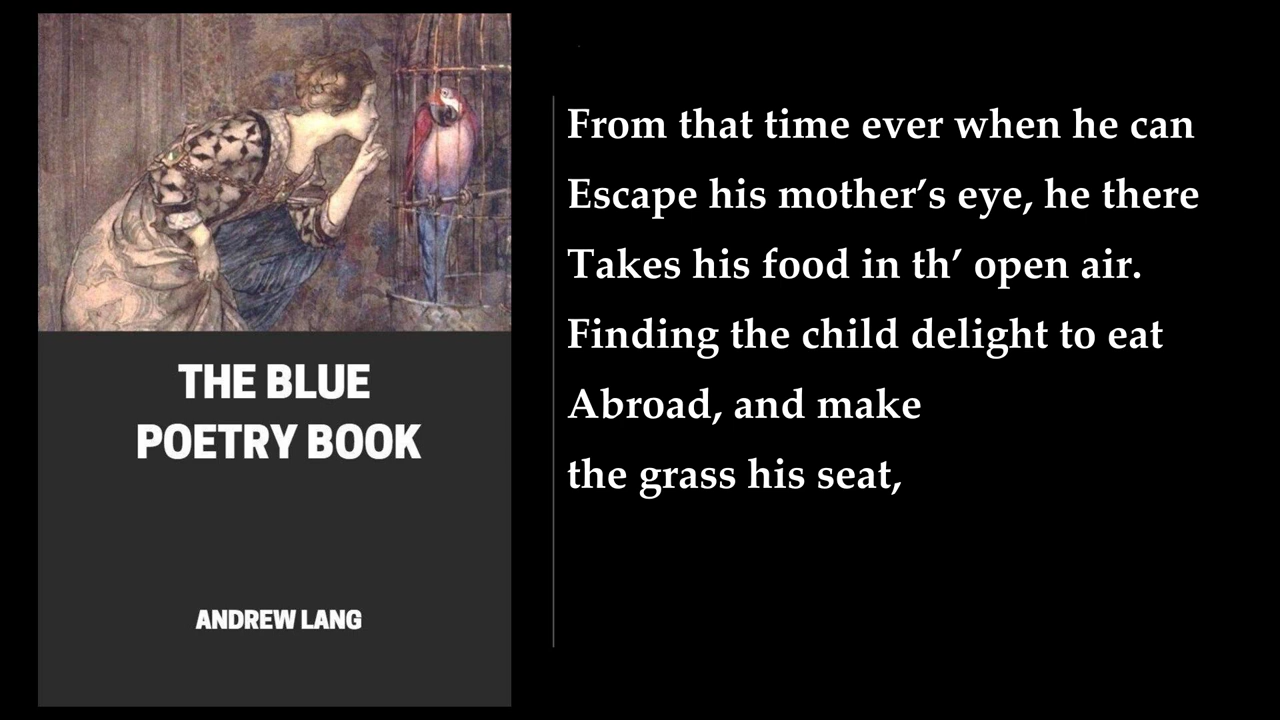 THE BLUE
POETRY BOOK
ANDREW LANG
From that time ever when he can
Escape his mother’s eye, he there
Takes his food in th’ open air.
Finding the child delight to eat
Abroad, and make
the grass his seat,